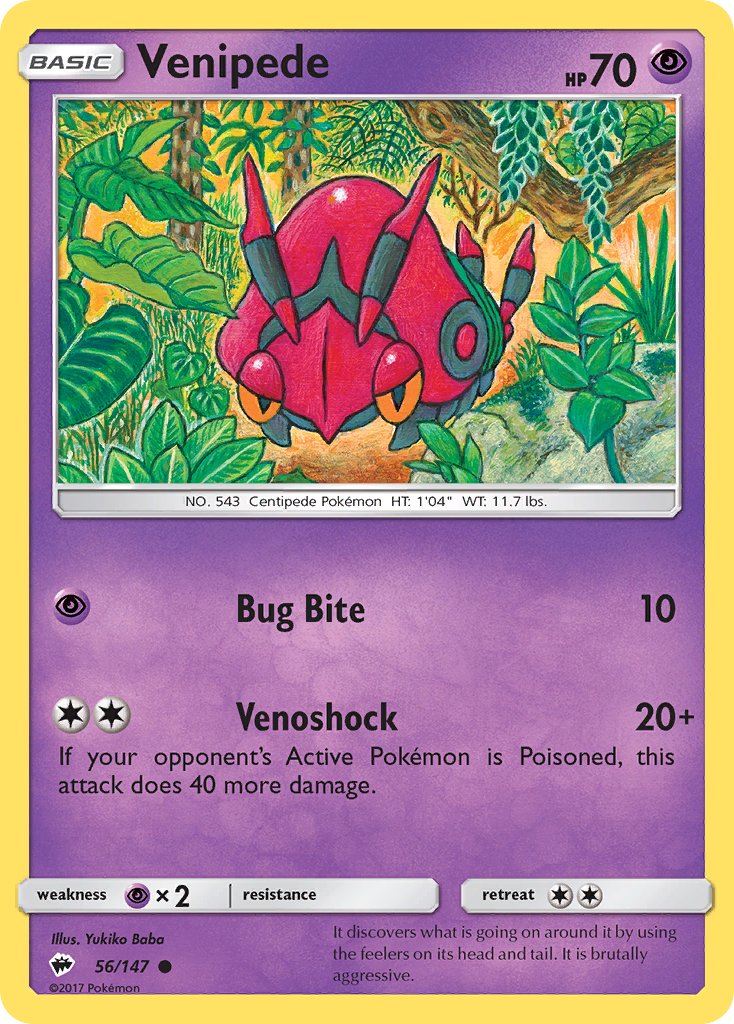 BASIC Venipede HP 70
NO. 543 Centipede Pokémon HT: 1'04" WT: 11.7 lbs.
Bug Bite 10
Venoshock 20+
If your opponent's Active Pokémon is Poisoned, this
attack does 40 more damage.
weakness × 2 resistance retreat
Illus. Yukiko Baba
56/147
©2017 Pokémon
It discovers what is going on around it by using
the feelers on its head and tail. It is brutally
aggressive.